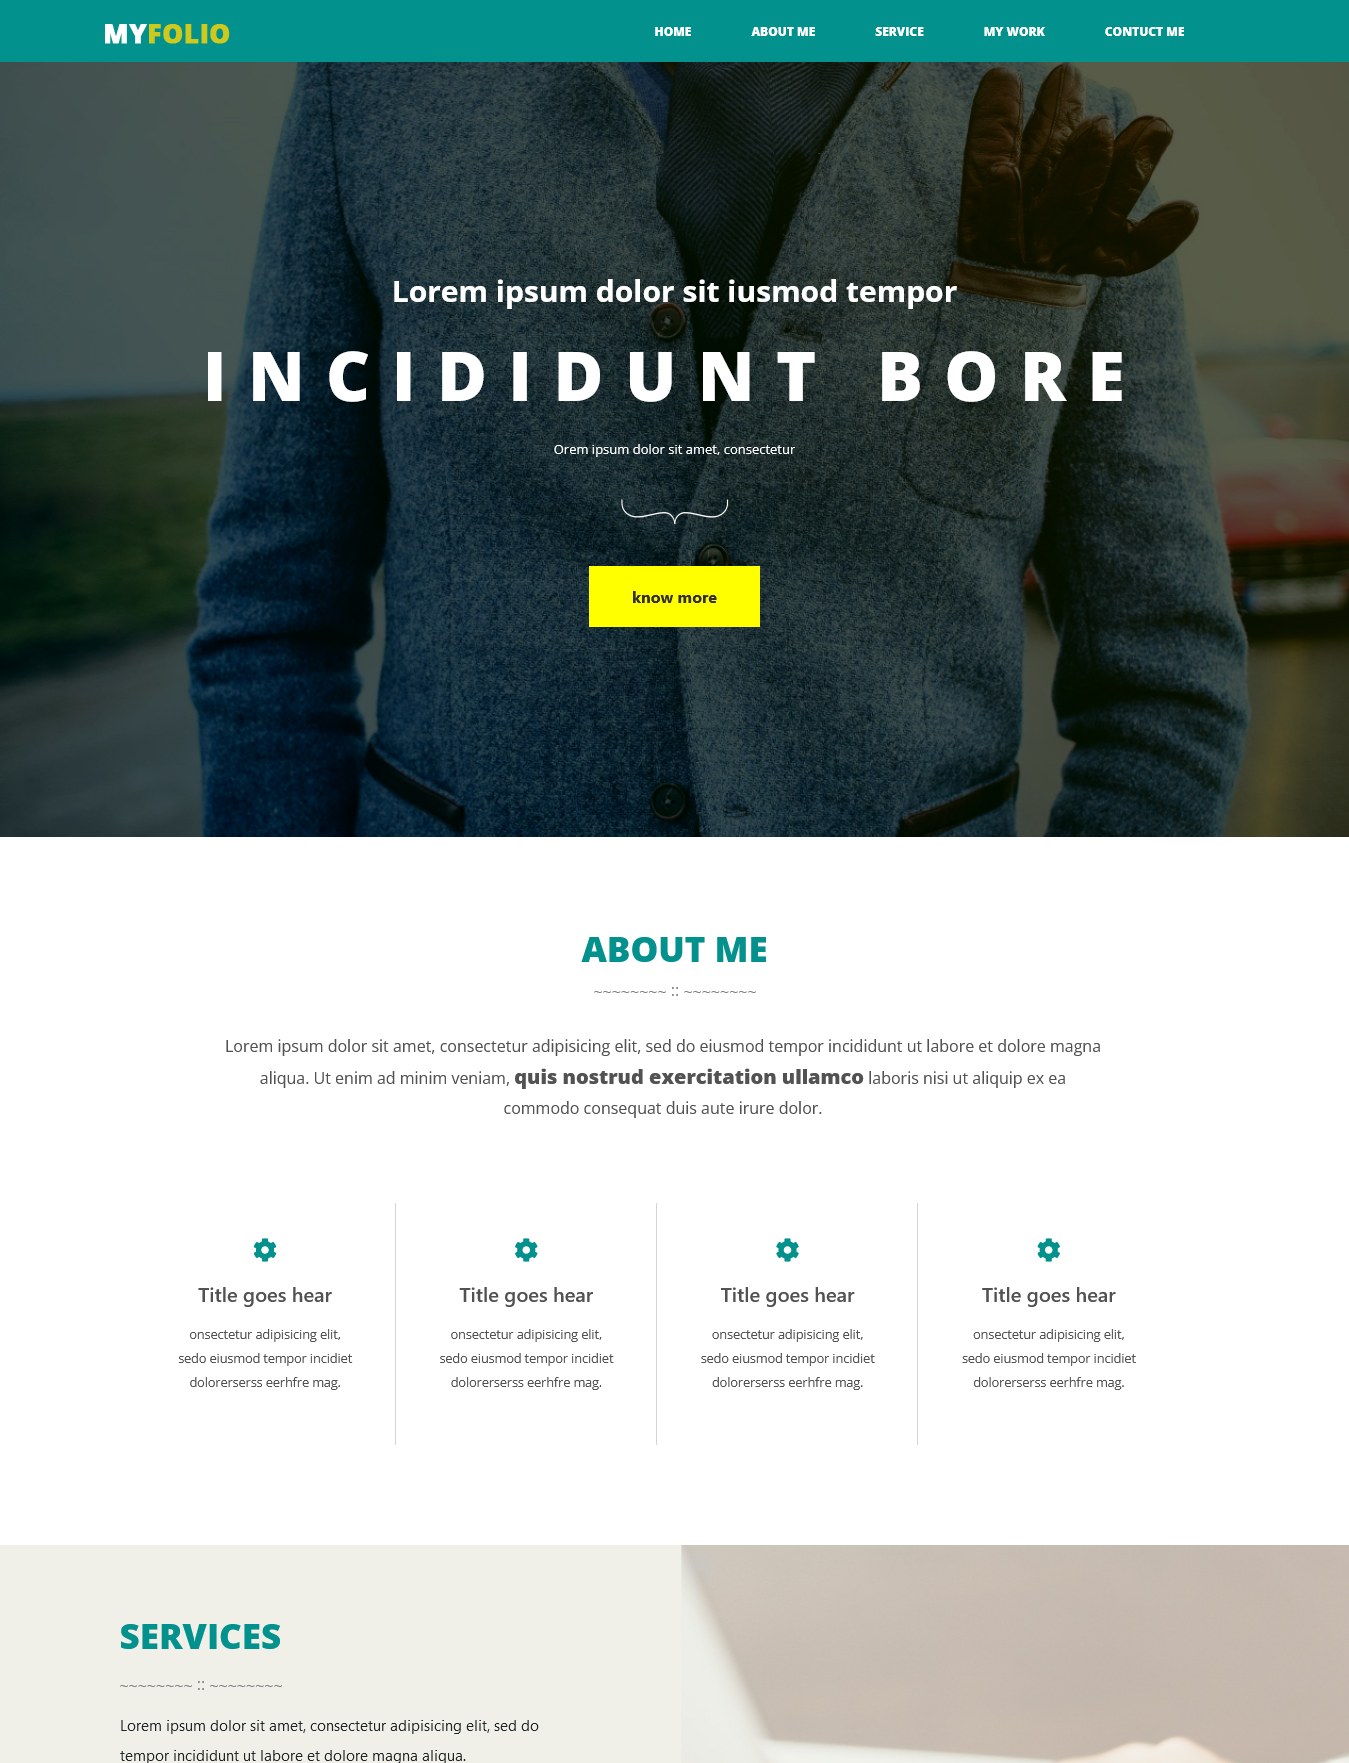 MYFOLIO
HOME ABOUT ME SERVICE MY WORK CONTUCT ME
Lorem ipsum dolor sit iusmod tempor
INCIDIDUNT BORE
Orem ipsum dolor sit amet, consectetur
know more
ABOUT ME
~~~~~~~~ :: ~~~~~~~~
Lorem ipsum dolor sit amet, consectetur adipisicing elit, sed do eiusmod tempor incididunt ut labore et dolore magna
aliqua. Ut enim ad minim veniam, quis nostrud exercitation ullamco laboris nisi ut aliquip ex ea
commodo consequat duis aute irure dolor.
Title goes hear
onsectetur adipisicing elit,
sedo eiusmod tempor incidiet
dolorerserss eerhfre mag.
Title goes hear
onsectetur adipisicing elit,
sedo eiusmod tempor incidiet
dolorerserss eerhfre mag.
Title goes hear
onsectetur adipisicing elit,
sedo eiusmod tempor incidiet
dolorerserss eerhfre mag.
Title goes hear
onsectetur adipisicing elit,
sedo eiusmod tempor incidiet
dolorerserss eerhfre mag.
SERVICES
~~~~~~~~ :: ~~~~~~~~
Lorem ipsum dolor sit amet, consectetur adipisicing elit, sed do
tempor incididunt ut labore et dolore magna aliqua.